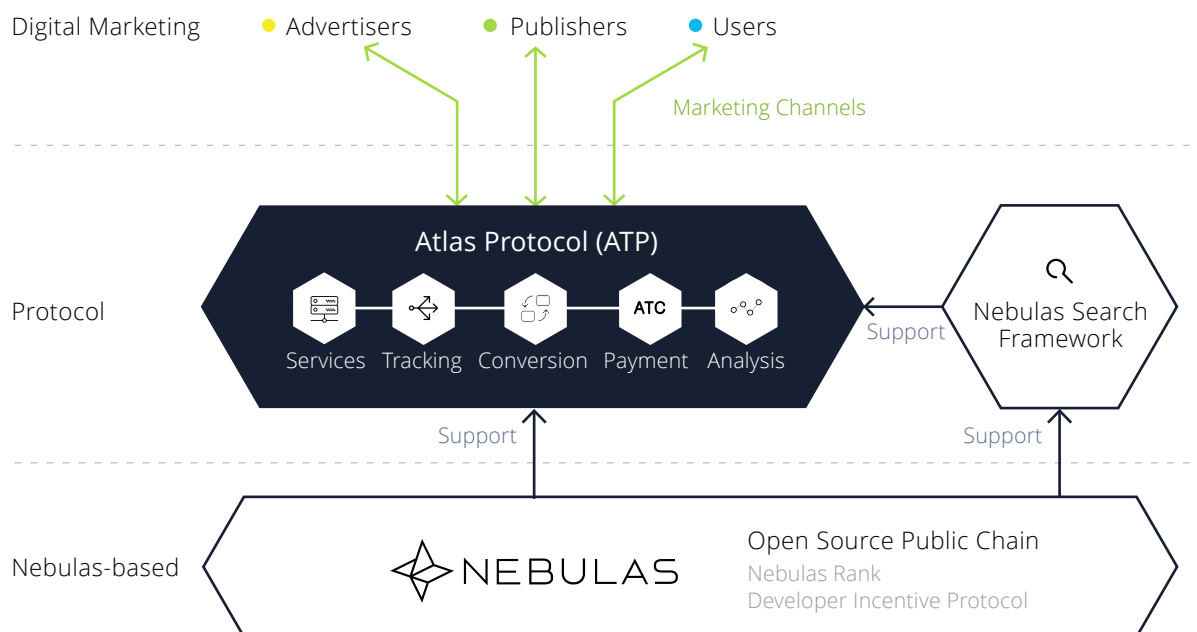 Digital Marketing
Advertisers
Publishers
Users
Marketing Channels
Atlas Protocol (ATP)
ATC
Services
Tracking
Conversion
Payment
Analysis
Protocol
Nebulas Search
Framework
Support
Support
Support
Nebulas-based
NEBULAS
Open Source Public Chain
Nebulas Rank
Developer Incentive Protocol